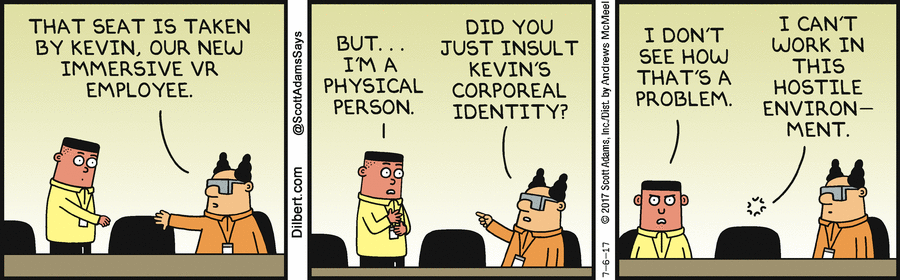 THAT SEAT IS TAKEN
BY KEVIN, OUR NEW
IMMERSIVE VR
EMPLOYEE.
Dilbert.com @ScottAdamsSays
BUT...
I'M A
PHYSICAL
PERSON.
DID YOU
JUST INSULT
KEVIN'S
CORPOREAL
IDENTITY?
7-6-17 © 2017 Scott Adams, Inc./Dist. by Andrews McMeel
I DON'T
SEE HOW
THAT'S A
PROBLEM.
I CAN'T
WORK IN
THIS
HOSTILE
ENVIRON-
MENT.